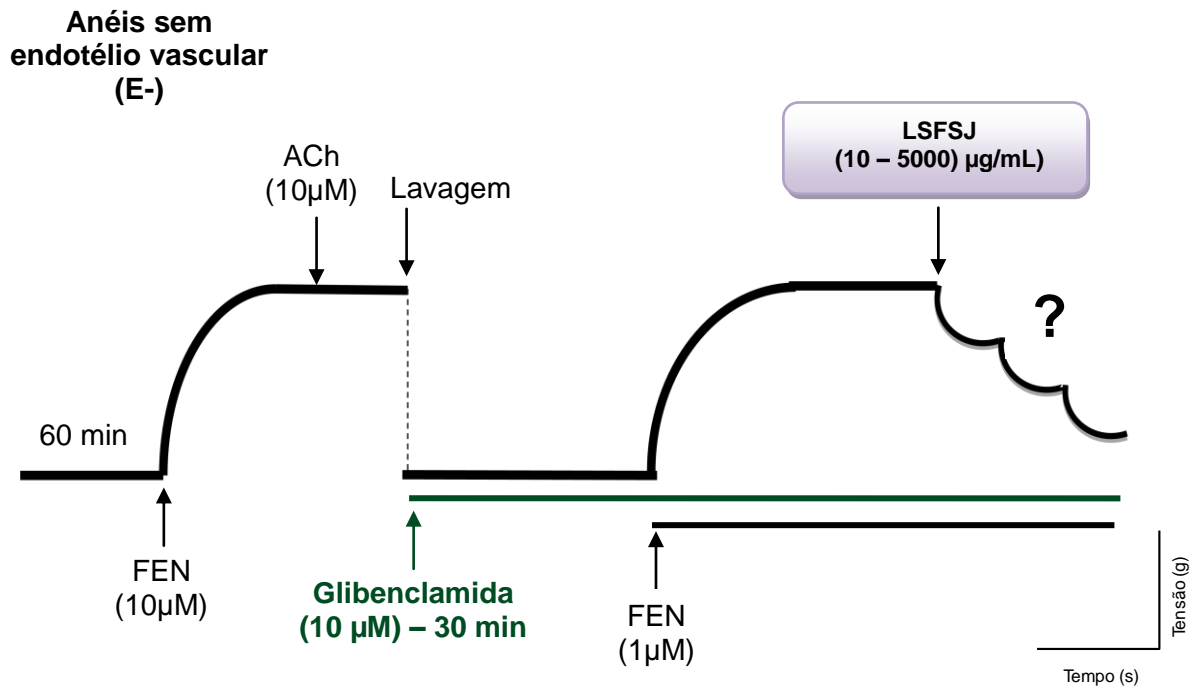 Anéis sem
endotélio vascular
(E-)
LSFSJ
(10 – 5000) µg/mL)
ACh
(10µM)
Lavagem
?
60 min
FEN
(10µM)
Glibenclamida
(10 µM) – 30 min
FEN
(1µM)
Tensão (g)
Tempo (s)